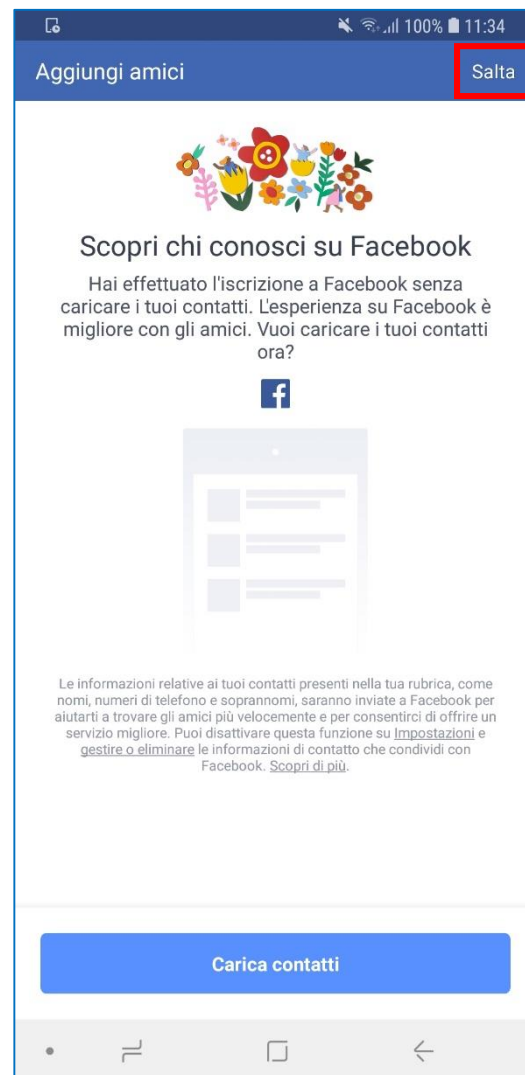 100% 11:34
Aggiungi amici Salta
Scopri chi conosci su Facebook
Hai effettuato l'iscrizione a Facebook senza
caricare i tuoi contatti. L'esperienza su Facebook è
migliore con gli amici. Vuoi caricare i tuoi contatti
ora?
Le informazioni relative ai tuoi contatti presenti nella tua rubrica, come
nomi, numeri di telefono e soprannomi, saranno inviate a Facebook per
aiutarti a trovare gli amici più velocemente e per consentirci di offrire un
servizio migliore. Puoi disattivare questa funzione su Impostazioni e
gestire o eliminare le informazioni di contatto che condividi con
Facebook. Scopri di più.
Carica contatti